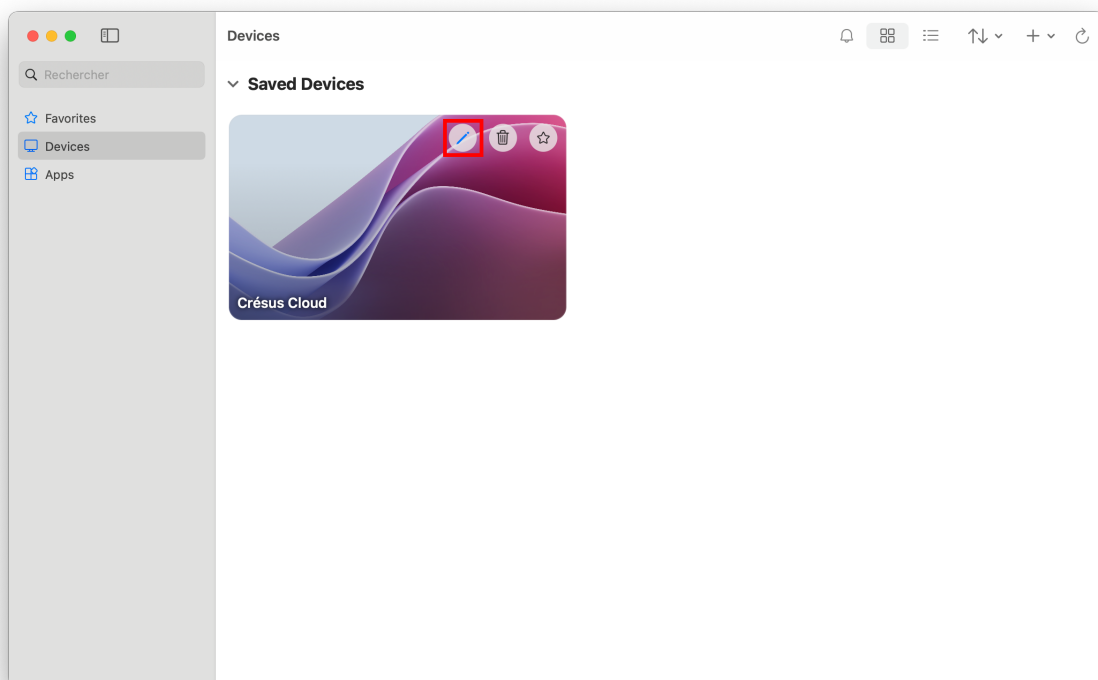 Devices
Rechercher
Saved Devices
Favorites
Devices
Apps
Crésus Cloud